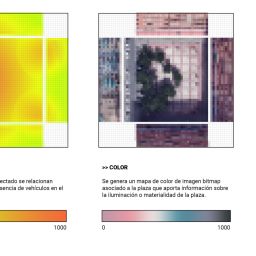 >> COLOR
ectado se relacionan
sencia de vehículos en el
Se genera un mapa de color de imagen bitmap
asociado a la plaza que aporta información sobre
la iluminación o materialidad de la plaza.
1000
0
1000